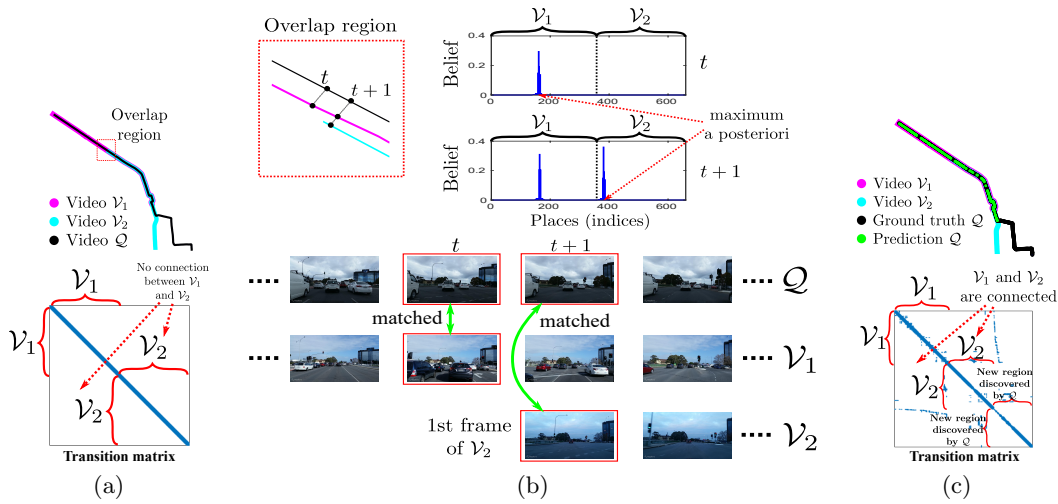 Overlap
region
Video V₁
Video V₂
Video Q
No connection
between V₁
and V₂
V₁
V₁
V₂
V₂
Transition matrix
(a)
Overlap region
t
t + 1
V₁
V₂
0.4
0.2
0
Belief
0
200
400
600
t
maximum
a posteriori
V₁
V₂
0.4
0.2
0
Belief
0
200
400
600
t + 1
Places (indices)
t
t + 1
Q
matched
matched
V₁
1st frame
of V₂
V₂
(b)
Video V₁
Video V₂
Ground truth Q
Prediction Q
V₁ and V₂
are connected
V₁
V₁
V₂
V₂
New region
discovered
by Q
New region
discovered
by Q
Transition matrix
(c)